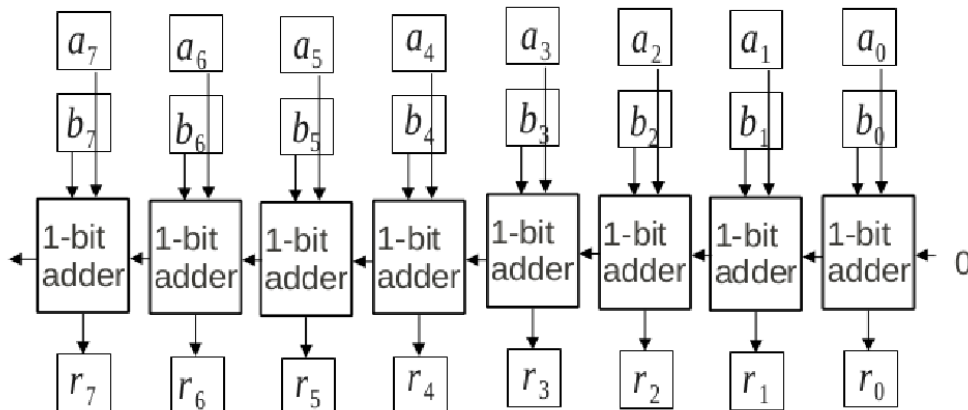 a₇ a₆ a₅ a₄ a₃ a₂ a₁ a₀
b₇ b₆ b₅ b₄ b₃ b₂ b₁ b₀
1-bit 1-bit 1-bit 1-bit 1-bit 1-bit 1-bit 1-bit
adder adder adder adder adder adder adder adder 0
r₇ r₆ r₅ r₄ r₃ r₂ r₁ r₀